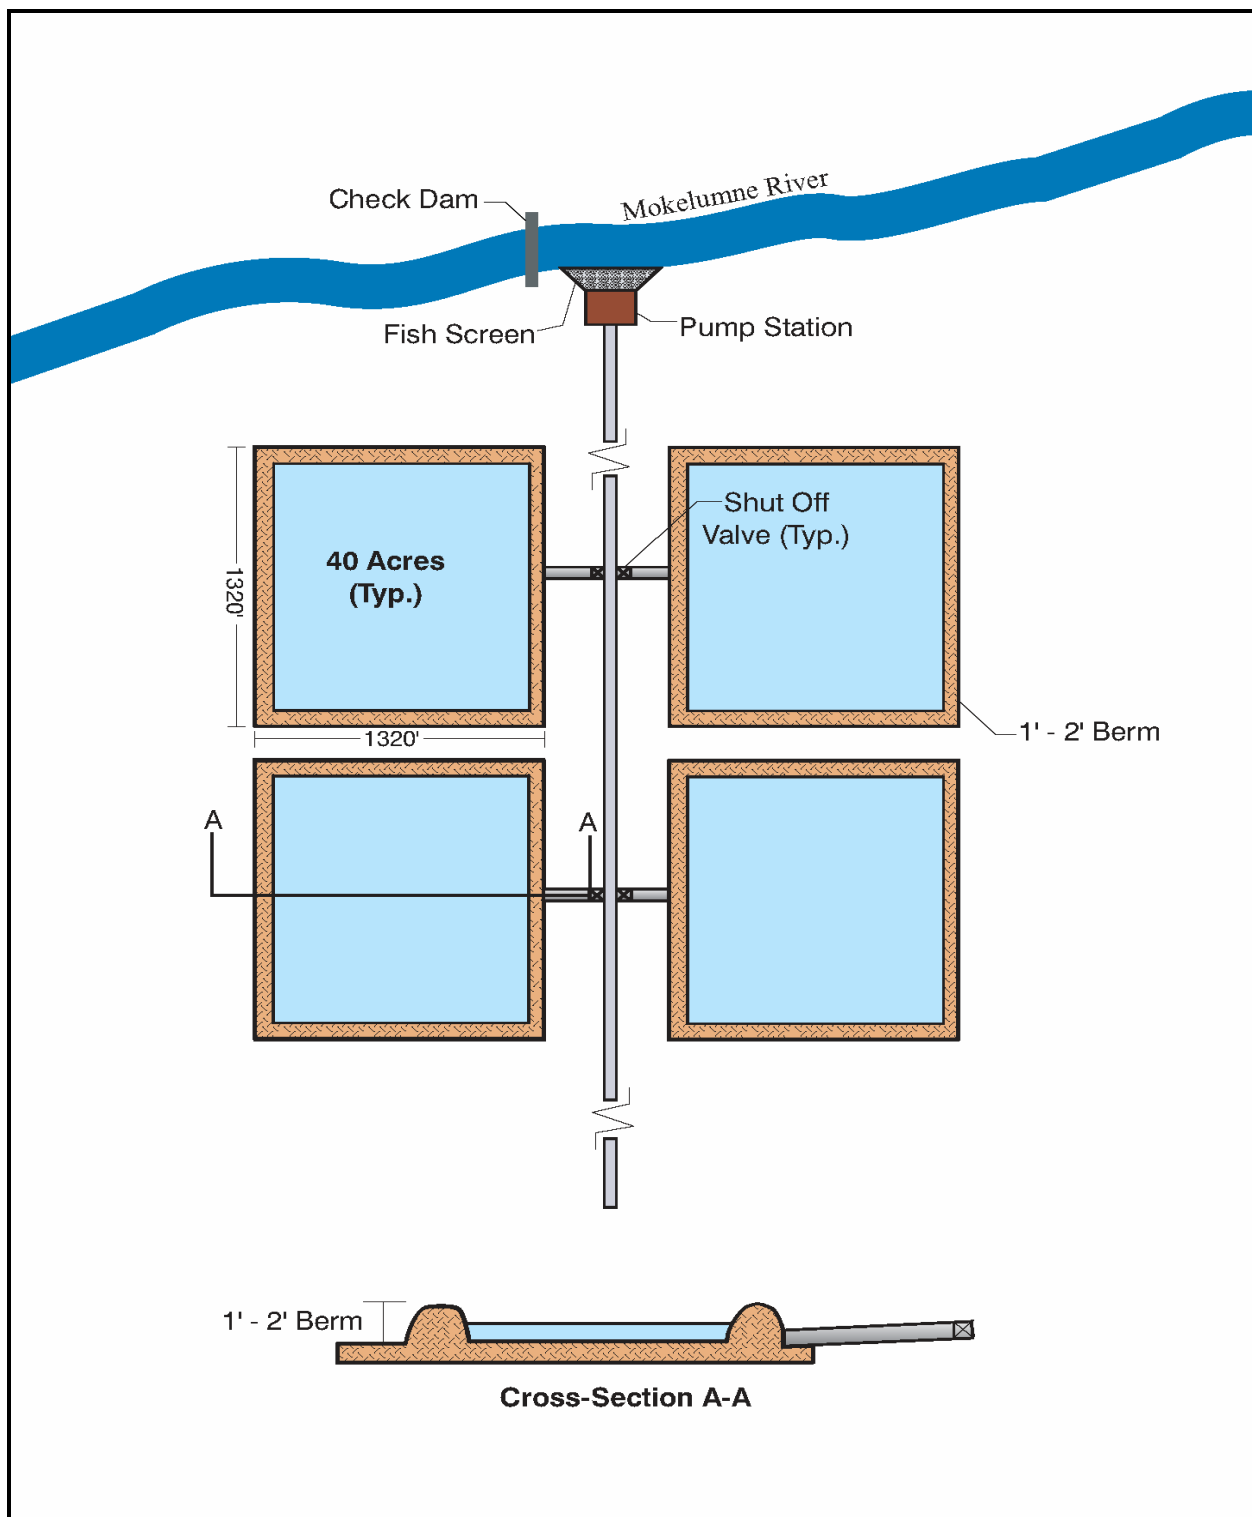 Check Dam
Mokelumne River
Fish Screen
Pump Station
Shut Off
Valve (Typ.)
40 Acres
(Typ.)
1320'
1320'
1' - 2' Berm
A
A
1' - 2' Berm
Cross-Section A-A